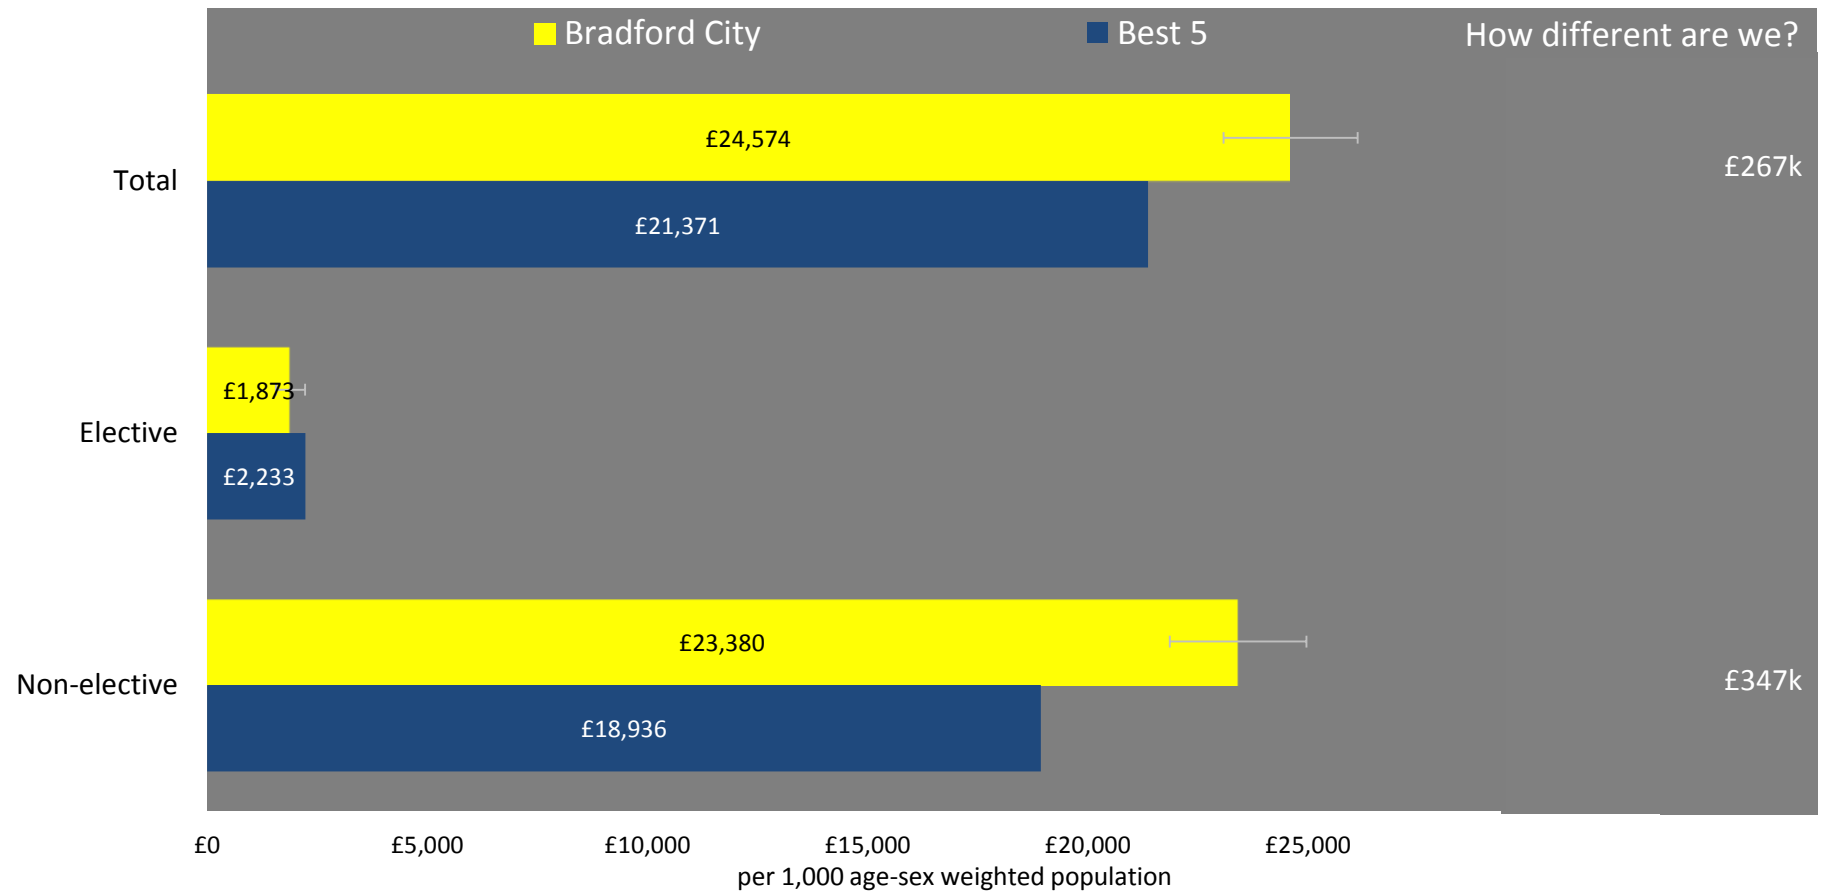 Bradford City
Best 5
How different are we?
Total
£24,574
£21,371
£267k
Elective
£1,873
£2,233
Non-elective
£23,380
£18,936
£347k
£0
£5,000
£10,000
£15,000
£20,000
£25,000
per 1,000 age-sex weighted population